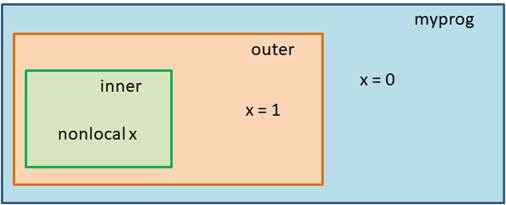 myprog
outer
x = 0
inner
x = 1
nonlocal x